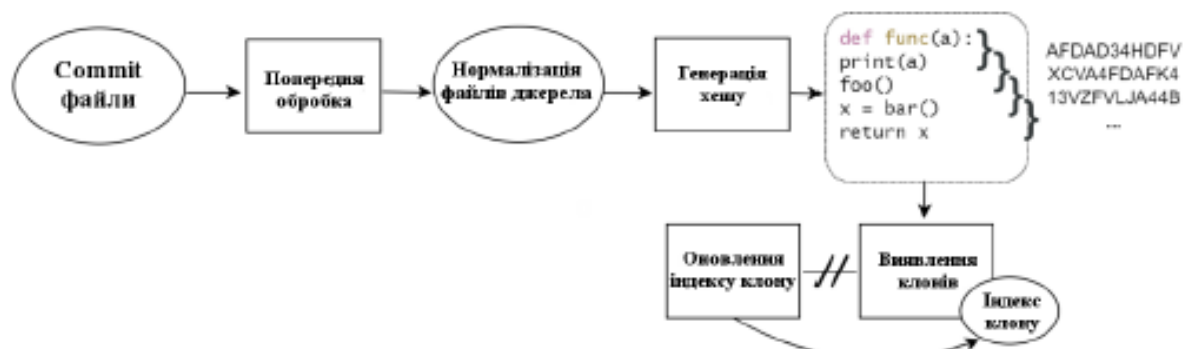 Commit
файли
Попередня
обробка
Нормалізація
файлів джерела
Генерація
хешу
def func(a):
print(a)
foo()
x = bar()
return x
AFDAD34HDFV
XCVA4FDAFK4
13VZFVLJA44B
...
Оновлення
індексу клону
Виявлення
клонів
Індекс
клону